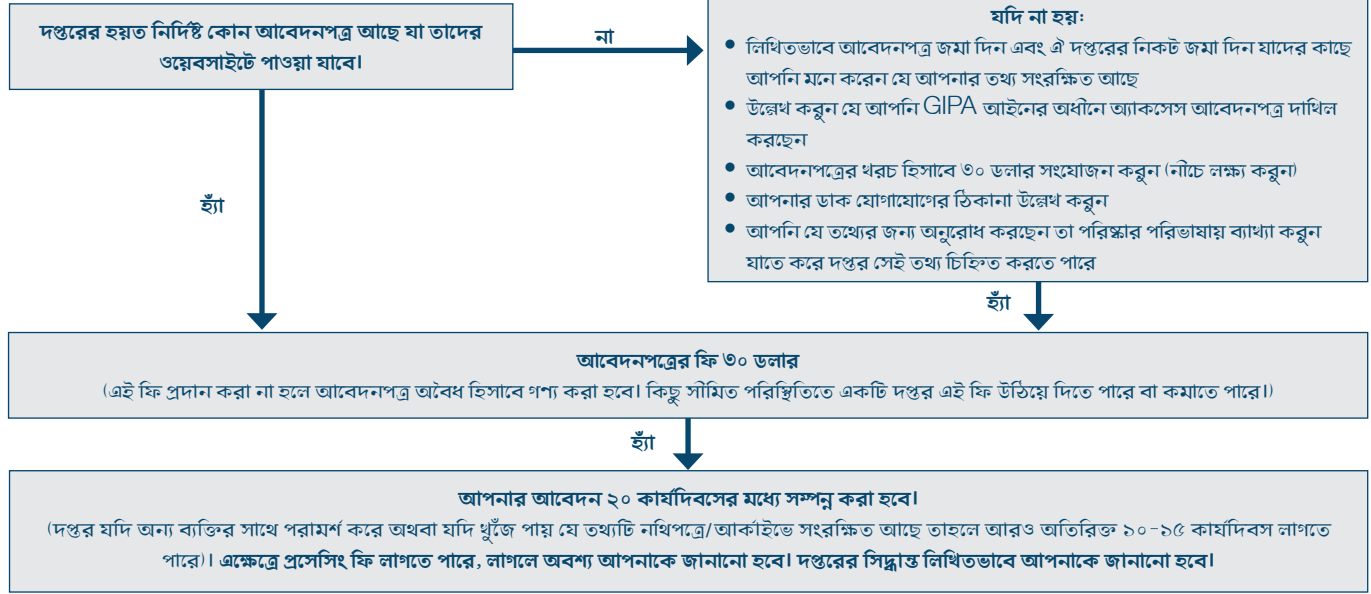 দপ্তরের হয়ত নির্দিষ্ট কোন আবেদনপত্র আছে যা তাদের
ওয়েবসাইটে পাওয়া যাবে।
না
যদি না হয়:
• লিখিতভাবে আবেদনপত্র জমা দিন এবং ঐ দপ্তরের নিকট জমা দিন যাদের কাছে
আপনি মনে করেন যে আপনার তথ্য সংরক্ষিত আছে
• উল্লেখ করুন যে আপনি GIPA আইনের অধীনে অ্যাকসেস আবেদনপত্র দাখিল
করছেন
• আবেদনপত্রের খরচ হিসাবে ৩০ ডলার সংযোজন করুন (নীচে লক্ষ্য করুন)
• আপনার ডাক যোগাযোগের ঠিকানা উল্লেখ করুন
• আপনি যে তথ্যের জন্য অনুরোধ করছেন তা পরিষ্কার পরিভাষায় ব্যাখ্যা করুন
যাতে করে দপ্তর সেই তথ্য চিহ্নিত করতে পারে
হ্যাঁ
হ্যাঁ
আবেদনপত্রের ফি ৩০ ডলার
(এই ফি প্রদান করা না হলে আবেদনপত্র অবৈধ হিসাবে গণ্য করা হবে। কিছু সীমিত পরিস্থিতিতে একটি দপ্তর এই ফি উঠিয়ে দিতে পারে বা কমাতে পারে।)
হ্যাঁ
আপনার আবেদন ২০ কার্যদিবসের মধ্যে সম্পন্ন করা হবে।
(দপ্তর যদি অন্য ব্যক্তির সাথে পরামর্শ করে অথবা যদি খুঁজে পায় যে তথ্যটি নথিপত্রে/আর্কাইভে সংরক্ষিত আছে তাহলে আরও অতিরিক্ত ১০-১৫ কার্যদিবস লাগতে
পারে)। এক্ষেত্রে প্রসেসিং ফি লাগতে পারে, লাগলে অবশ্য আপনাকে জানানো হবে। দপ্তরের সিদ্ধান্ত লিখিতভাবে আপনাকে জানানো হবে।